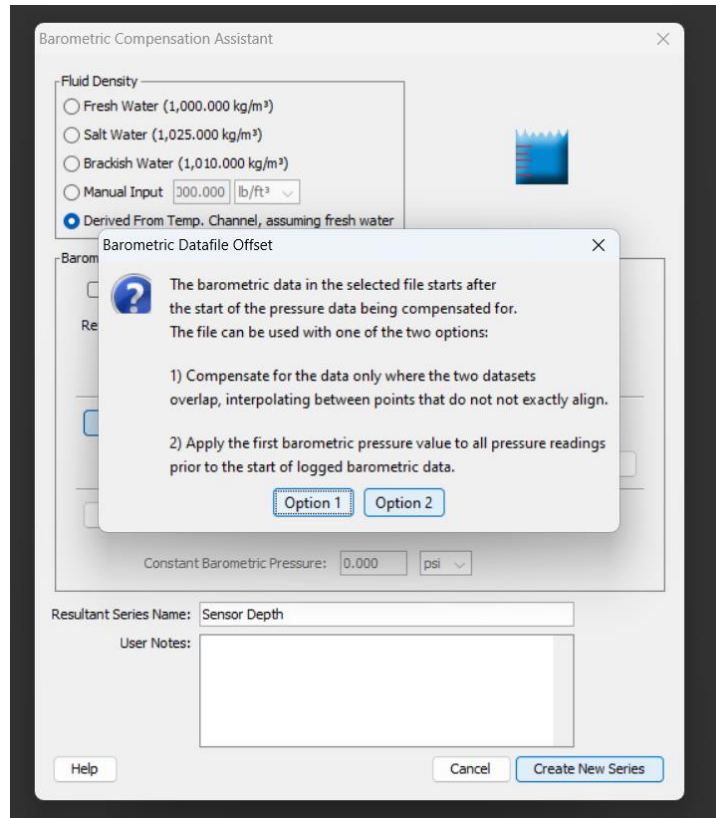 Barometric Compensation Assistant
Fluid Density
Fresh Water (1,000.000 kg/m³)
Salt Water (1,025.000 kg/m³)
Brackish Water (1,010.000 kg/m³)
Manual Input 000.000 lb/ft³
Derived From Temp. Channel, assuming fresh water
Barom
Re
Barometric Datafile Offset
The barometric data in the selected file starts after
the start of the pressure data being compensated for.
The file can be used with one of the two options:
1) Compensate for the data only where the two datasets
overlap, interpolating between points that do not not exactly align.
2) Apply the first barometric pressure value to all pressure readings
prior to the start of logged barometric data.
Option 1 Option 2
Constant Barometric Pressure: 0.000 psi
Resultant Series Name: Sensor Depth
User Notes:
Help Cancel Create New Series